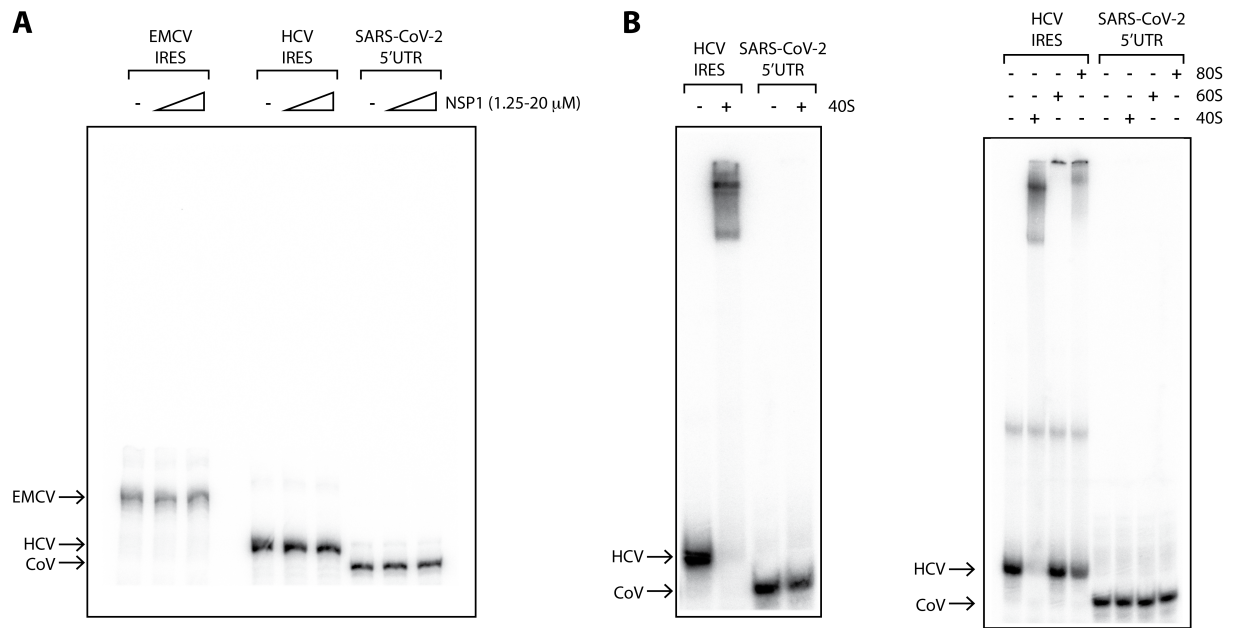 A
EMCV
IRES
HCV
IRES
SARS-CoV-2
5'UTR
- - - NSP1 (1.25-20 μM)
EMCV
HCV
CoV
B
HCV
IRES
SARS-CoV-2
5'UTR
- + - + 40S
HCV
CoV
HCV
IRES
SARS-CoV-2
5'UTR
- - - + - - - + 80S
- - + - - - + - 60S
- + - - - + - - 40S
HCV
CoV